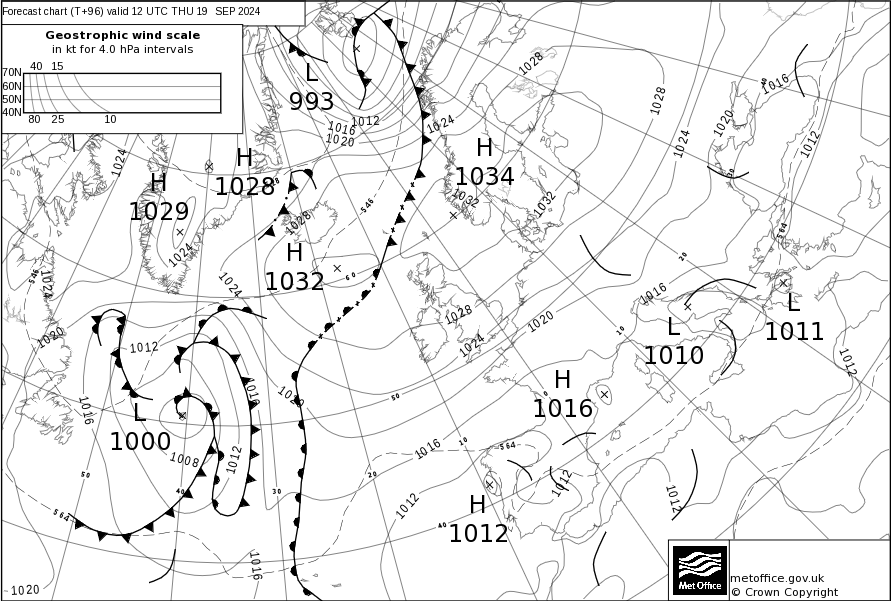 Forecast chart (T+96) valid 12 UTC THU 19 SEP 2024
Geostrophic wind scale
in kt for 4.0 hPa intervals
40 15
70N
60N
50N
40N
80 25 10
L
993
1012
1016
1020
1024
1028
1028
1016
1020
1024
1012
1024
H
1028
H
1029
H
1034
1032
1032
1028
546
H
1032
60
1024
1024
546
1024
564
20
1016
L
1011
L
1010
1028
1020
1024
10
1020
1012
1012
1016
50
H
1016
0
L
1000
1016
1008
1012
1016
10
564
20
1012
H
1012
1012
1012
50
40
30
40
564
1016
1020
Met Office
metoffice.gov.uk
© Crown Copyright